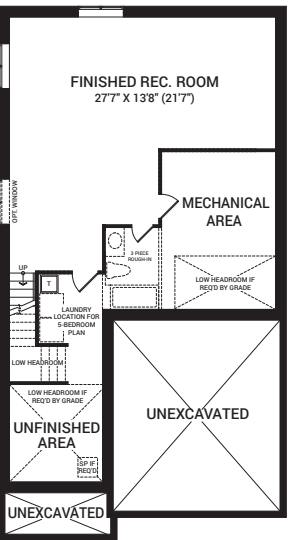 FINISHED REC. ROOM
27'7" X 13'8" (21'7")
OPT. WINDOW
MECHANICAL
AREA
3 PIECE
ROUGH-IN
UP
T
LAUNDRY
LOCATION FOR
5-BEDROOM
PLAN
LOW HEADROOM IF
REQ'D BY GRADE
LOW HEADROOM
LOW HEADROOM IF
REQ'D BY GRADE
UNFINISHED
AREA
SP IF
REQ'D
UNEXCAVATED
UNEXCAVATED